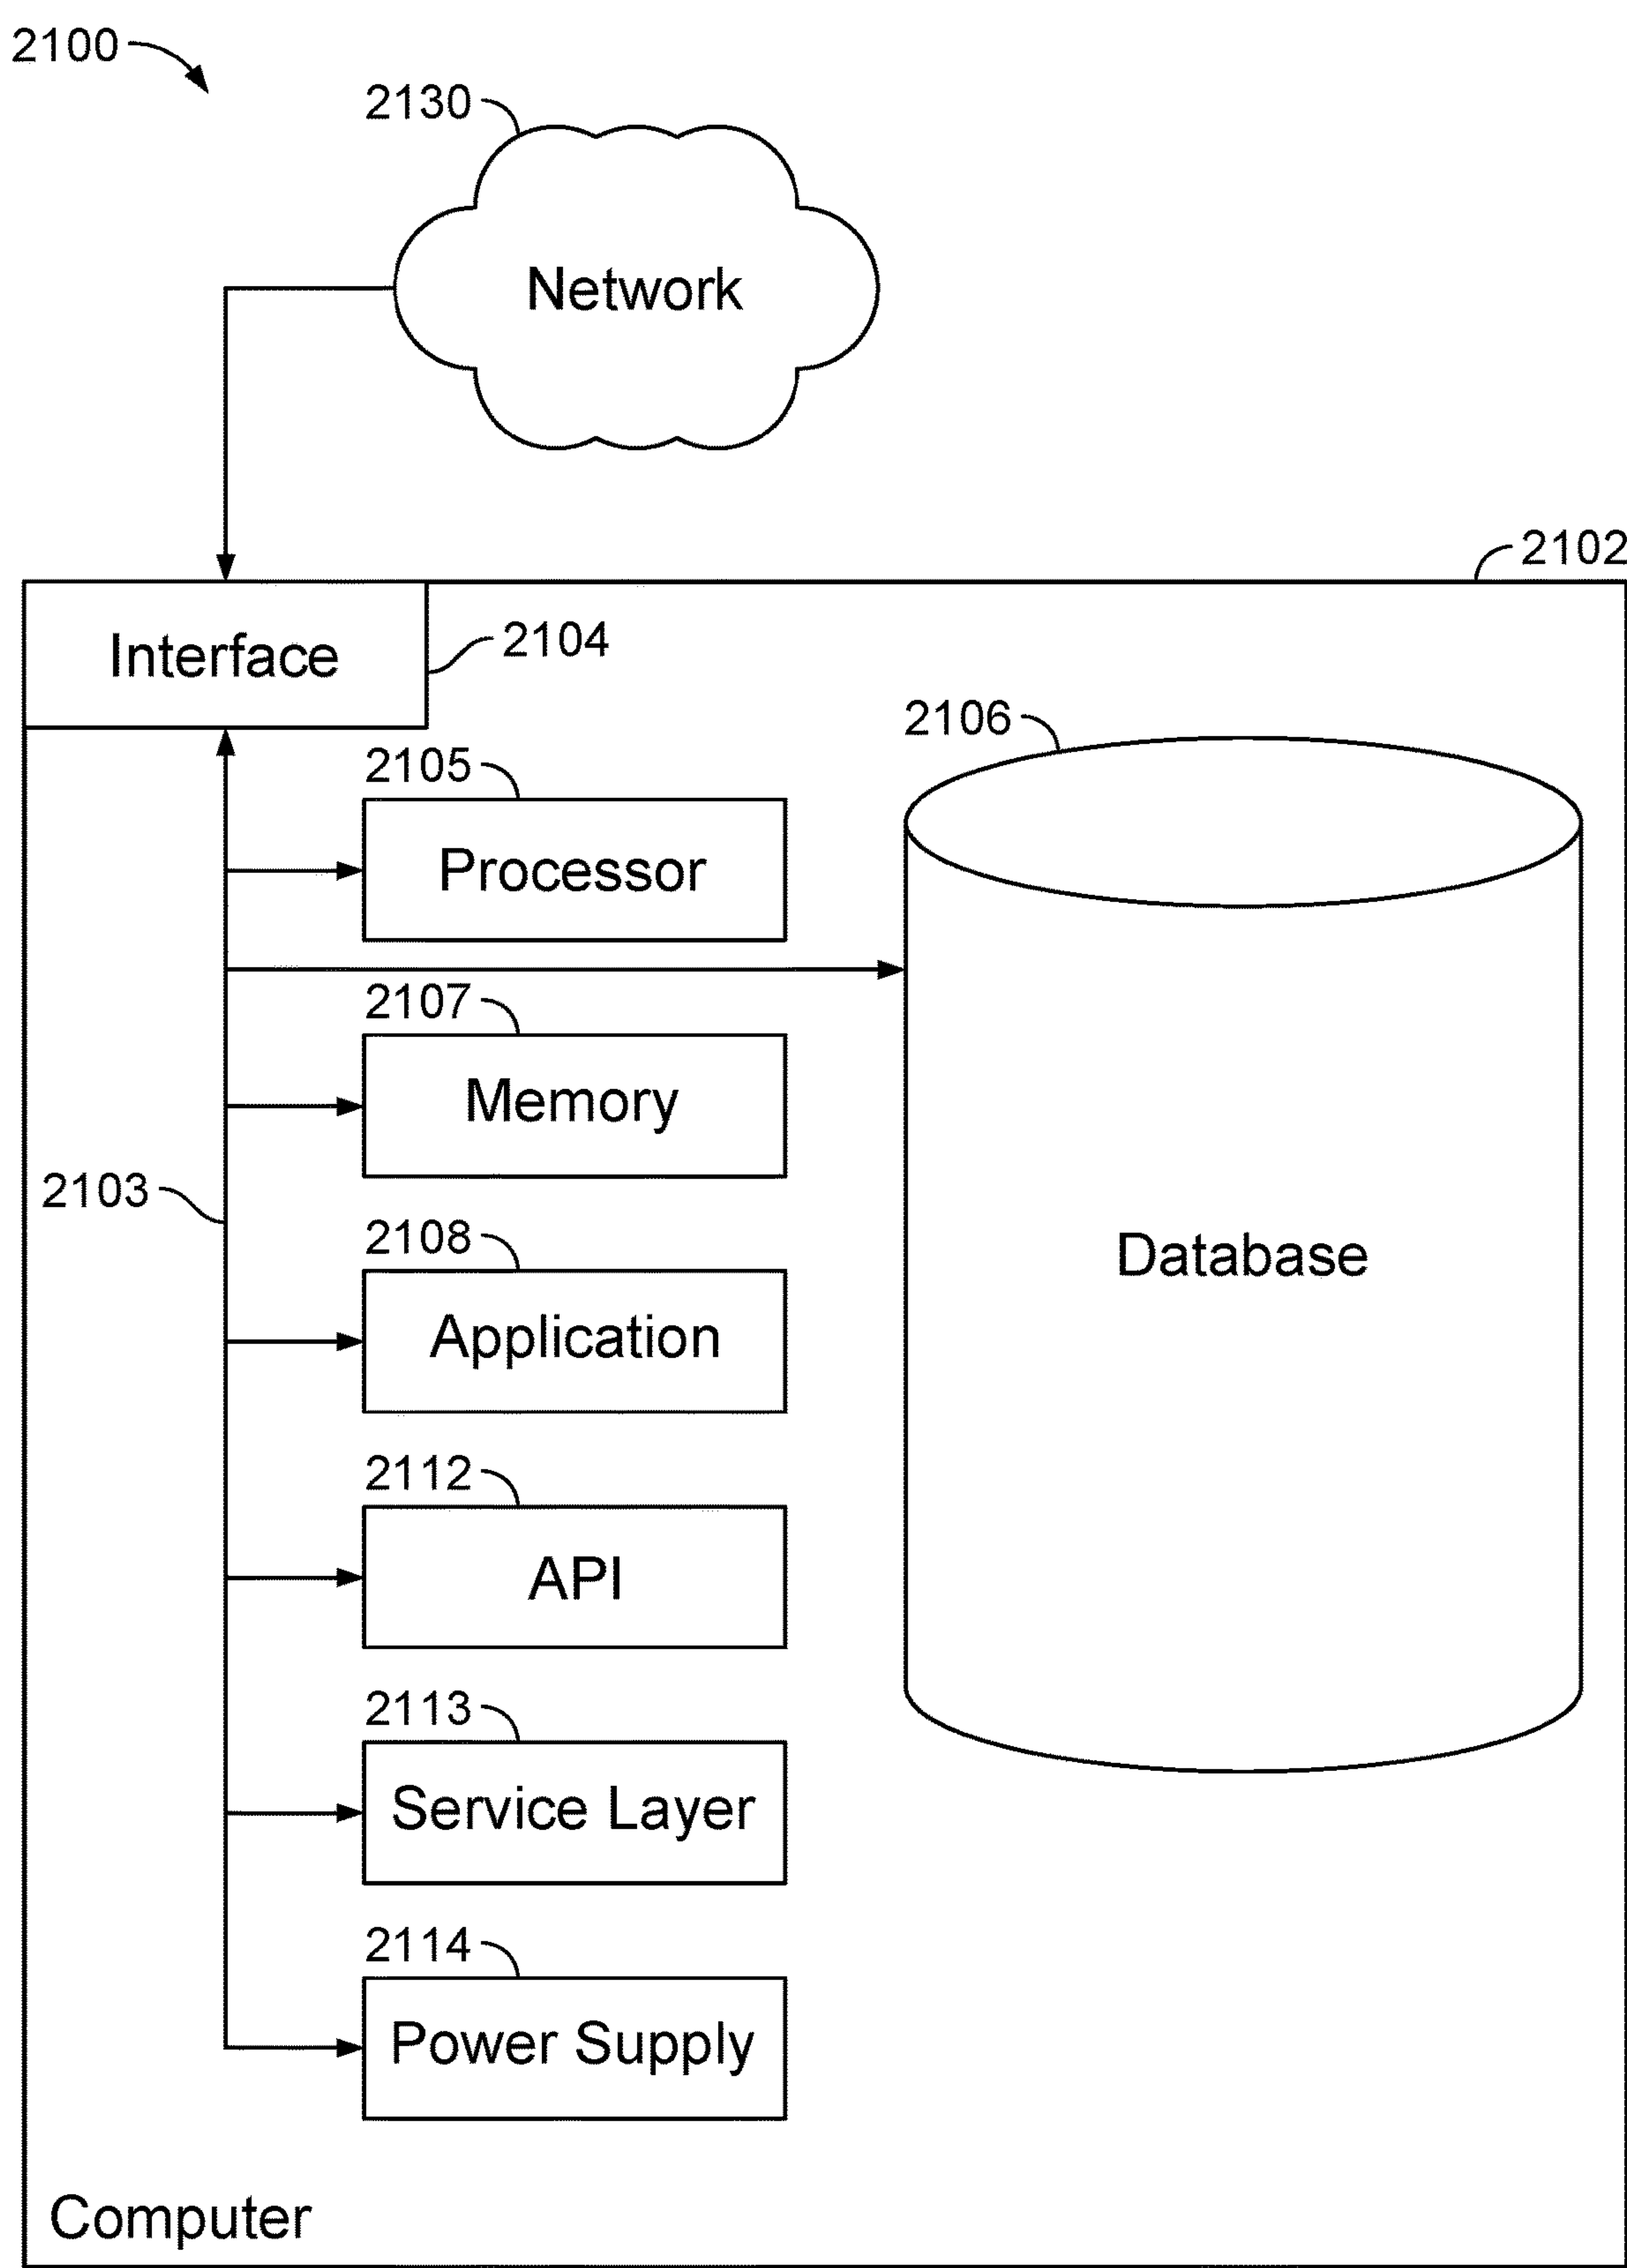 2100
2130
Network
2102
Interface
2104
2106
2105
Processor
2107
Memory
2103
2108
Database
Application
2112
API
2113
Service Layer
2114
Power Supply
Computer